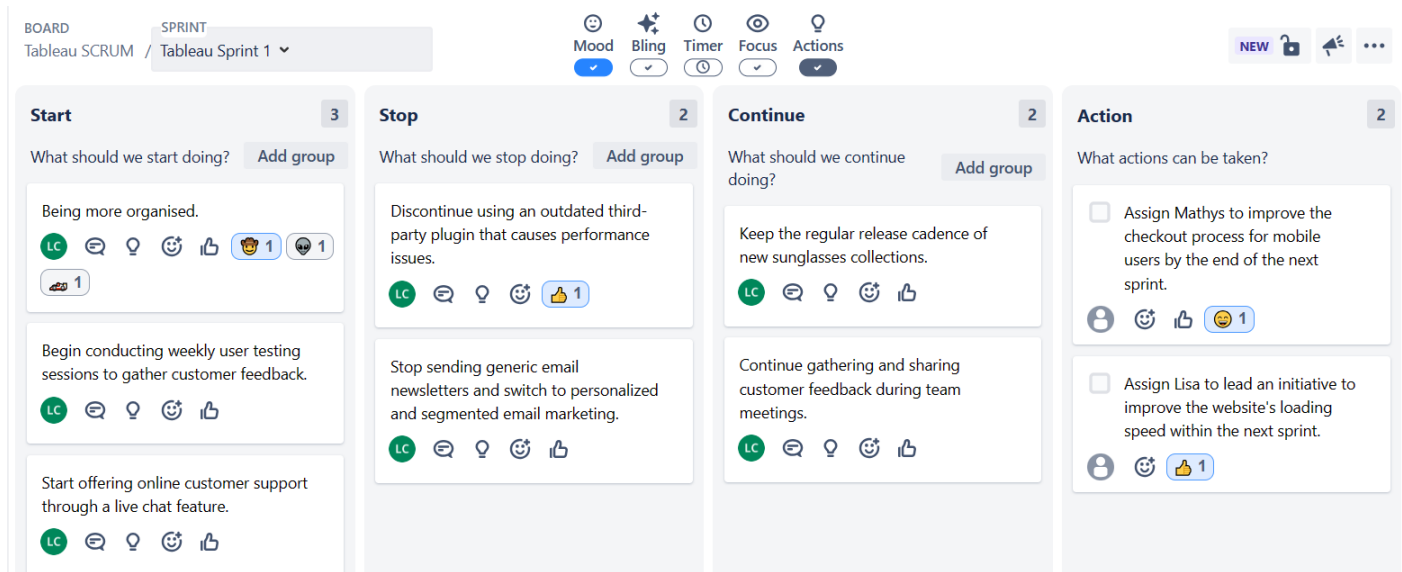 BOARD
Tableau SCRUM /
SPRINT
Tableau Sprint 1
Mood
Bling
Timer
Focus
Actions
NEW
Start
3
What should we start doing?
Add group
Being more organised.
LC
1
1
1
Begin conducting weekly user testing
sessions to gather customer feedback.
LC
Start offering online customer support
through a live chat feature.
LC
Stop
2
What should we stop doing?
Add group
Discontinue using an outdated third-
party plugin that causes performance
issues.
LC
1
Stop sending generic email
newsletters and switch to personalized
and segmented email marketing.
LC
Continue
2
What should we continue
doing?
Add group
Keep the regular release cadence of
new sunglasses collections.
LC
Continue gathering and sharing
customer feedback during team
meetings.
LC
Action
2
What actions can be taken?
Assign Mathys to improve the
checkout process for mobile
users by the end of the next
sprint.
1
Assign Lisa to lead an initiative to
improve the website's loading
speed within the next sprint.
1